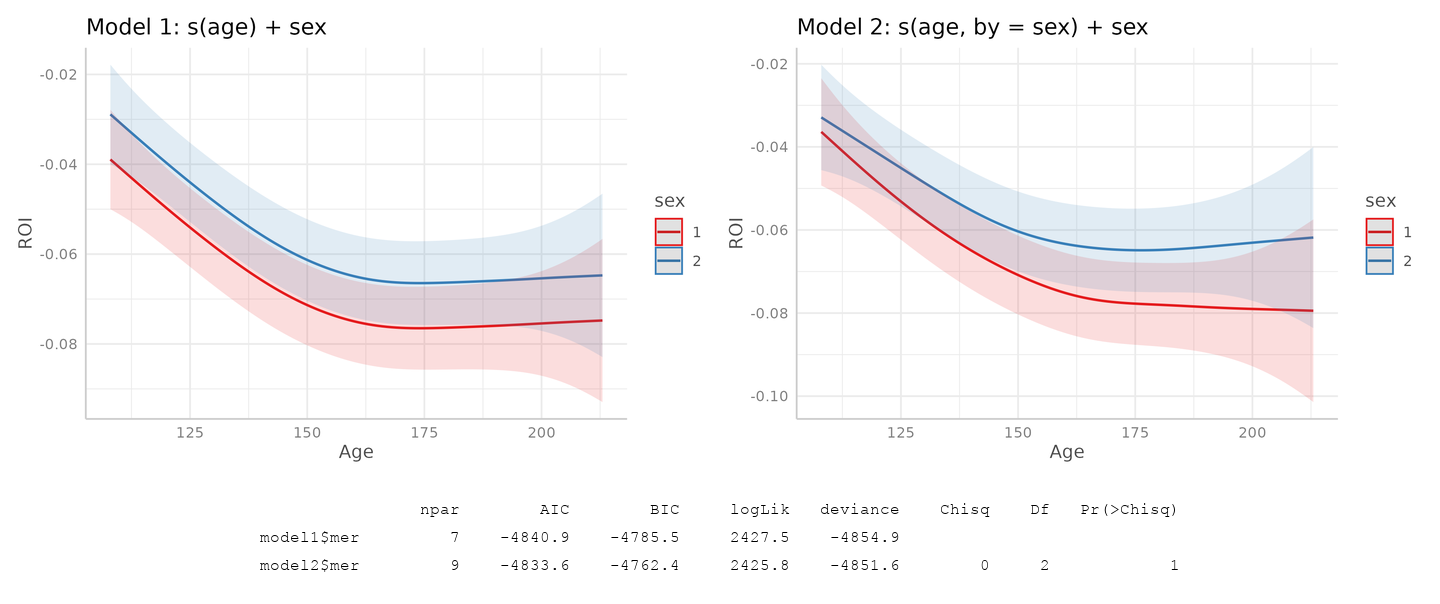 Model 1: s(age) + sex
-0.02
-0.04
-0.06
-0.08
ROI
125 150 175 200
Age
sex
1
2
Model 2: s(age, by = sex) + sex
-0.02
-0.04
-0.06
-0.08
-0.10
ROI
125 150 175 200
Age
sex
1
2
npar AIC BIC logLik deviance Chisq Df Pr(>Chisq)
model1$mer 7 -4840.9 -4785.5 2427.5 -4854.9
model2$mer 9 -4833.6 -4762.4 2425.8 -4851.6 0 2 1